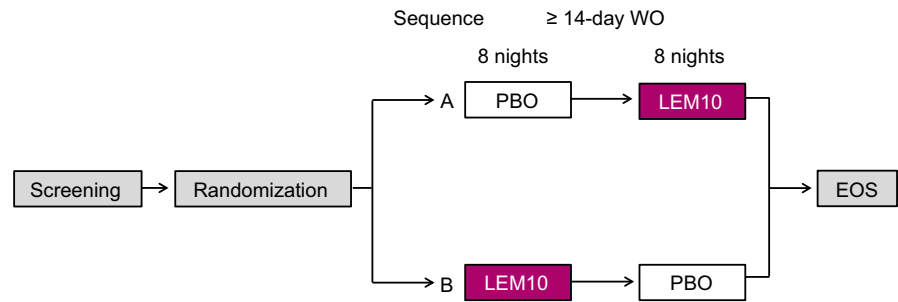 Sequence ≥ 14-day WO
8 nights 8 nights
A PBO LEM10
Screening Randomization EOS
B LEM10 PBO